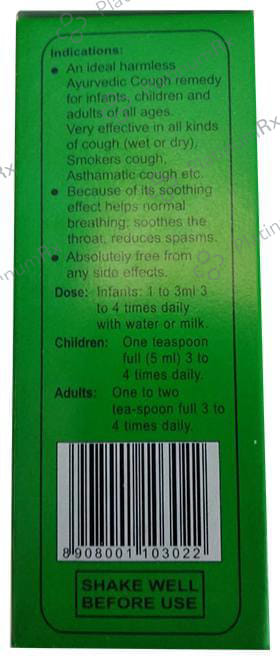 Indications:
• An ideal harmless
Ayurvedic Cough remedy
for infants, children and
adults of all ages.
Very effective in all kinds
of cough (wet or dry),
Smokers cough,
Asthamatic cough etc.
• Because of its soothing
effect helps normal
breathing, soothes the
throat, reduces spasms.
• Absolutely free from
any side effects.
Dose: Infants: 1 to 3ml 3
to 4 times daily
with water or milk.
Children: One teaspoon
full (5 ml) 3 to
4 times daily.
Adults: One to two
tea-spoon full 3 to
4 times daily.
8 908001 103022
SHAKE WELL
BEFORE USE